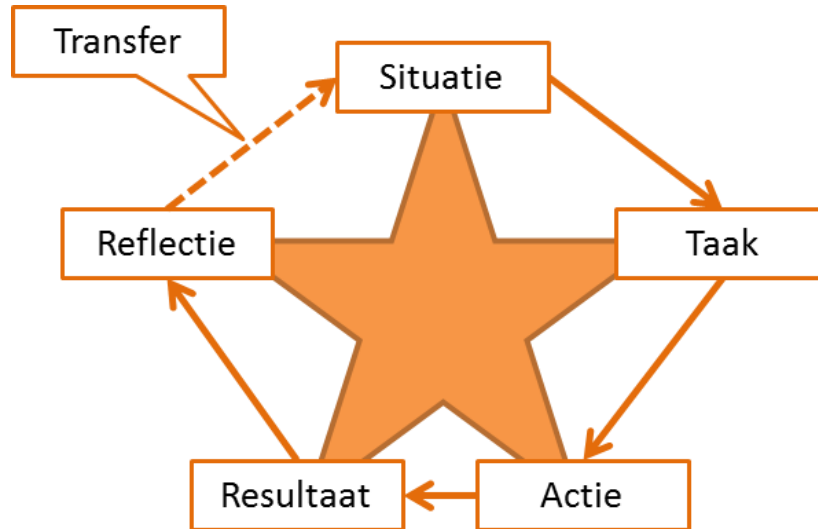 Transfer
Situatie
Reflectie
Taak
Resultaat
Actie